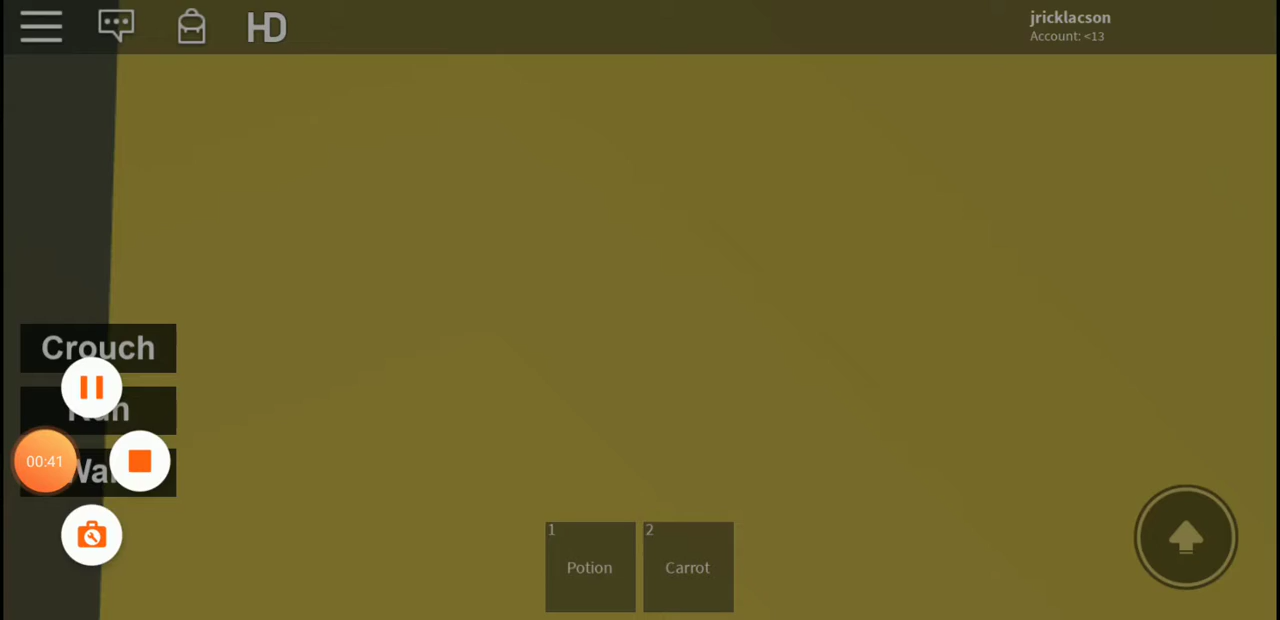 HD
jricklacson
Account: <13
Crouch
00:41
1
Potion
2
Carrot